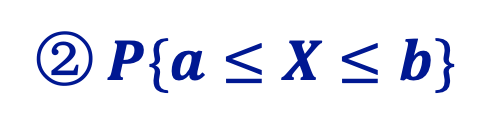 ② P{a ≤ X ≤ b}